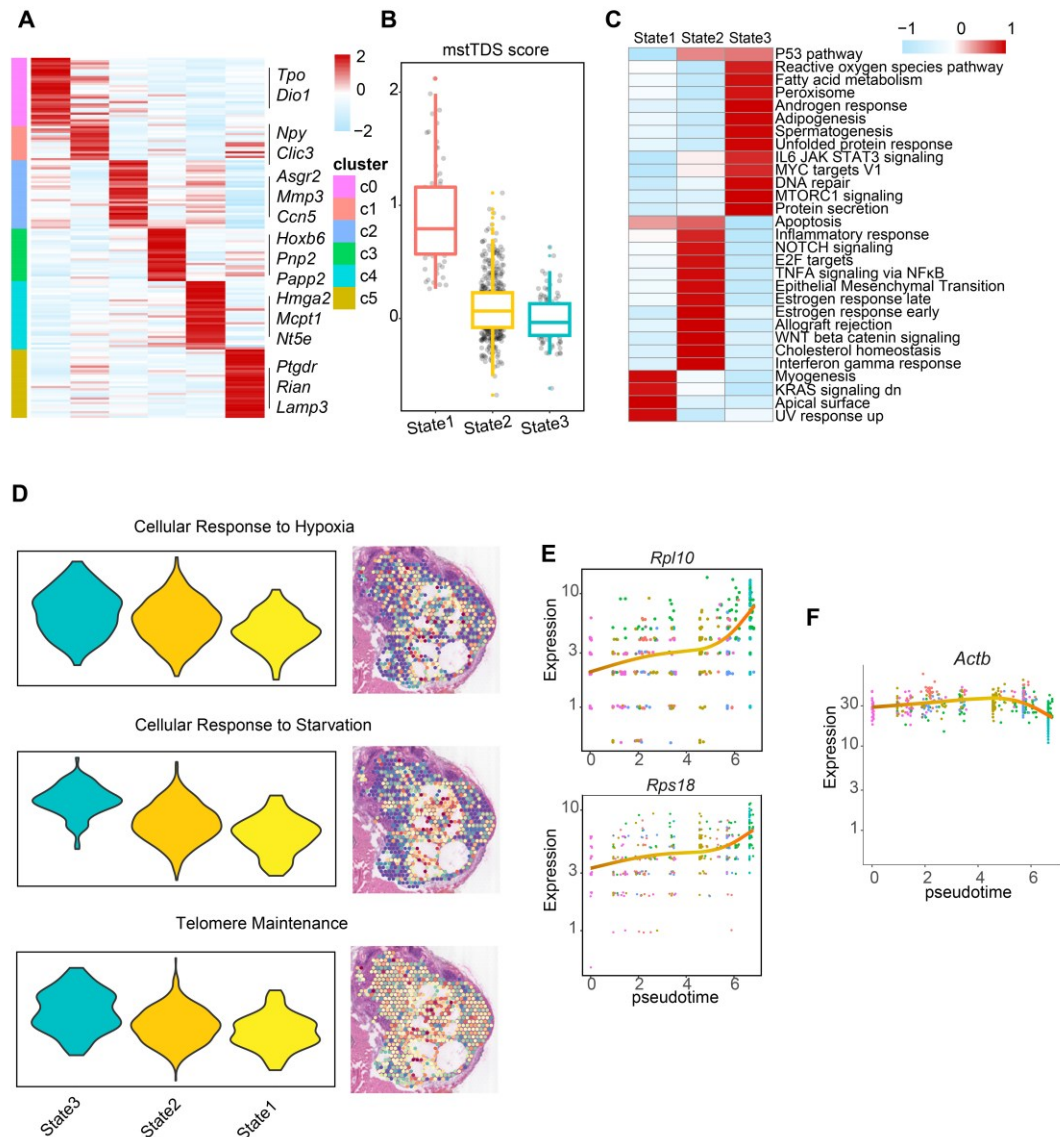 A
2
1
0
−1
−2
cluster
c0
c1
c2
c3
c4
c5
Tpo
Dio1
Npy
Clic3
Asgr2
Mmp3
Ccn5
Hoxb6
Pnp2
Papp2
Hmga2
Mcpt1
Nt5e
Ptgdr
Rian
Lamp3
B
mstTDS score
2
1
0
State1 State2 State3
C
State1 State2 State3
−1 0 1
P53 pathway
Reactive oxygen species pathway
Fatty acid metabolism
Peroxisome
Androgen response
Adipogenesis
Spermatogenesis
Unfolded protein response
IL6 JAK STAT3 signaling
MYC targets V1
DNA repair
MTORC1 signaling
Protein secretion
Apoptosis
Inflammatory response
NOTCH signaling
E2F targets
TNFA signaling via NFκB
Epithelial Mesenchymal Transition
Estrogen response late
Estrogen response early
Allograft rejection
WNT beta catenin signaling
Cholesterol homeostasis
Interferon gamma response
Myogenesis
KRAS signaling dn
Apical surface
UV response up
D
Cellular Response to Hypoxia
Cellular Response to Starvation
Telomere Maintenance
State3 State2 State1
E
Rpl10
Expression
10
3
1
0 2 4 6
Rps18
Expression
10
3
1
0 2 4 6
pseudotime
F
Actb
Expression
30
10
3
1
0 2 4 6
pseudotime